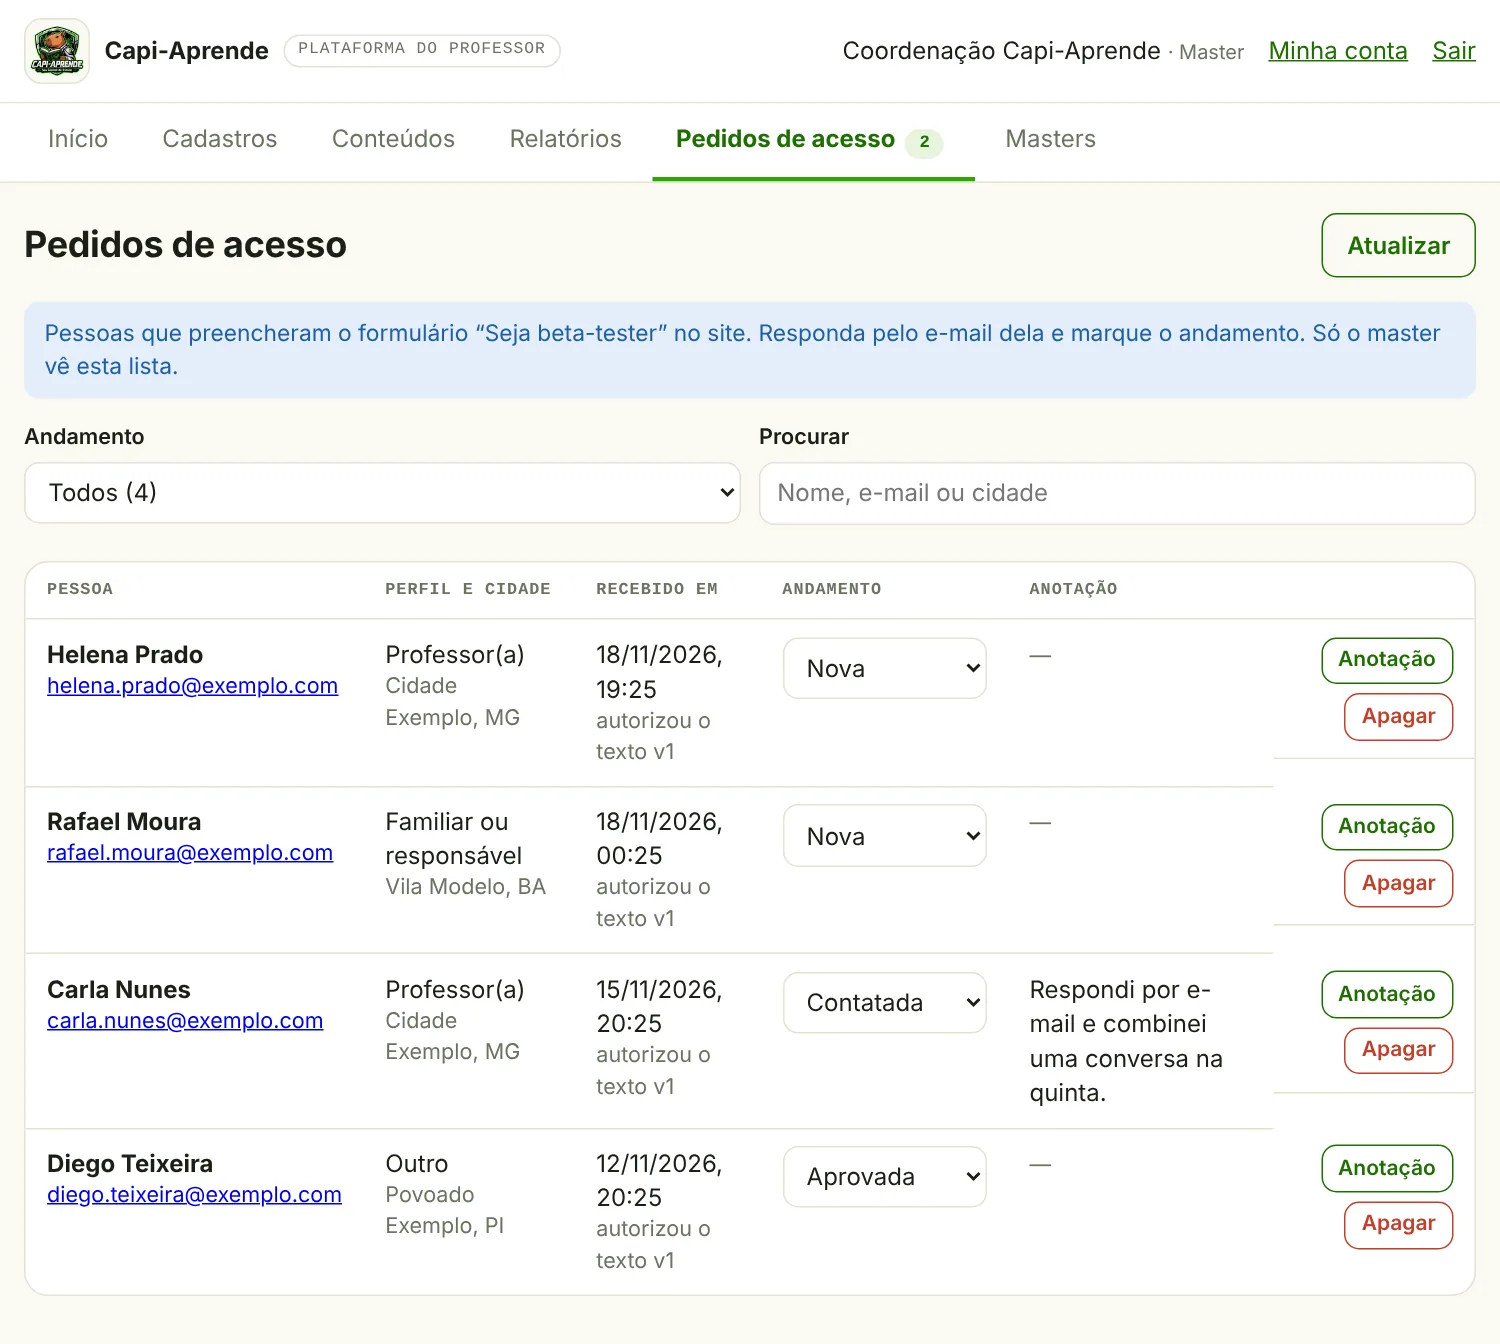 CAPI-APRENDE
Capi-Aprende
PLATAFORMA DO PROFESSOR
Coordenação Capi-Aprende · Master
Minha conta
Sair
Início
Cadastros
Conteúdos
Relatórios
Pedidos de acesso 2
Masters
Pedidos de acesso
Atualizar
Pessoas que preencheram o formulário “Seja beta-tester” no site. Responda pelo e-mail dela e marque o andamento. Só o master
vê esta lista.
Andamento
Procurar
Todos (4)
Nome, e-mail ou cidade
PESSOA
PERFIL E CIDADE
RECEBIDO EM
ANDAMENTO
ANOTAÇÃO
Helena Prado
helena.prado@exemplo.com
Professor(a)
Cidade
Exemplo, MG
18/11/2026,
19:25
autorizou o
texto v1
Nova
—
Anotação
Apagar
Rafael Moura
rafael.moura@exemplo.com
Familiar ou
responsável
Vila Modelo, BA
18/11/2026,
00:25
autorizou o
texto v1
Nova
—
Anotação
Apagar
Carla Nunes
carla.nunes@exemplo.com
Professor(a)
Cidade
Exemplo, MG
15/11/2026,
20:25
autorizou o
texto v1
Contatada
Respondi por e-
mail e combinei
uma conversa na
quinta.
Anotação
Apagar
Diego Teixeira
diego.teixeira@exemplo.com
Outro
Povoado
Exemplo, PI
12/11/2026,
20:25
autorizou o
texto v1
Aprovada
—
Anotação
Apagar